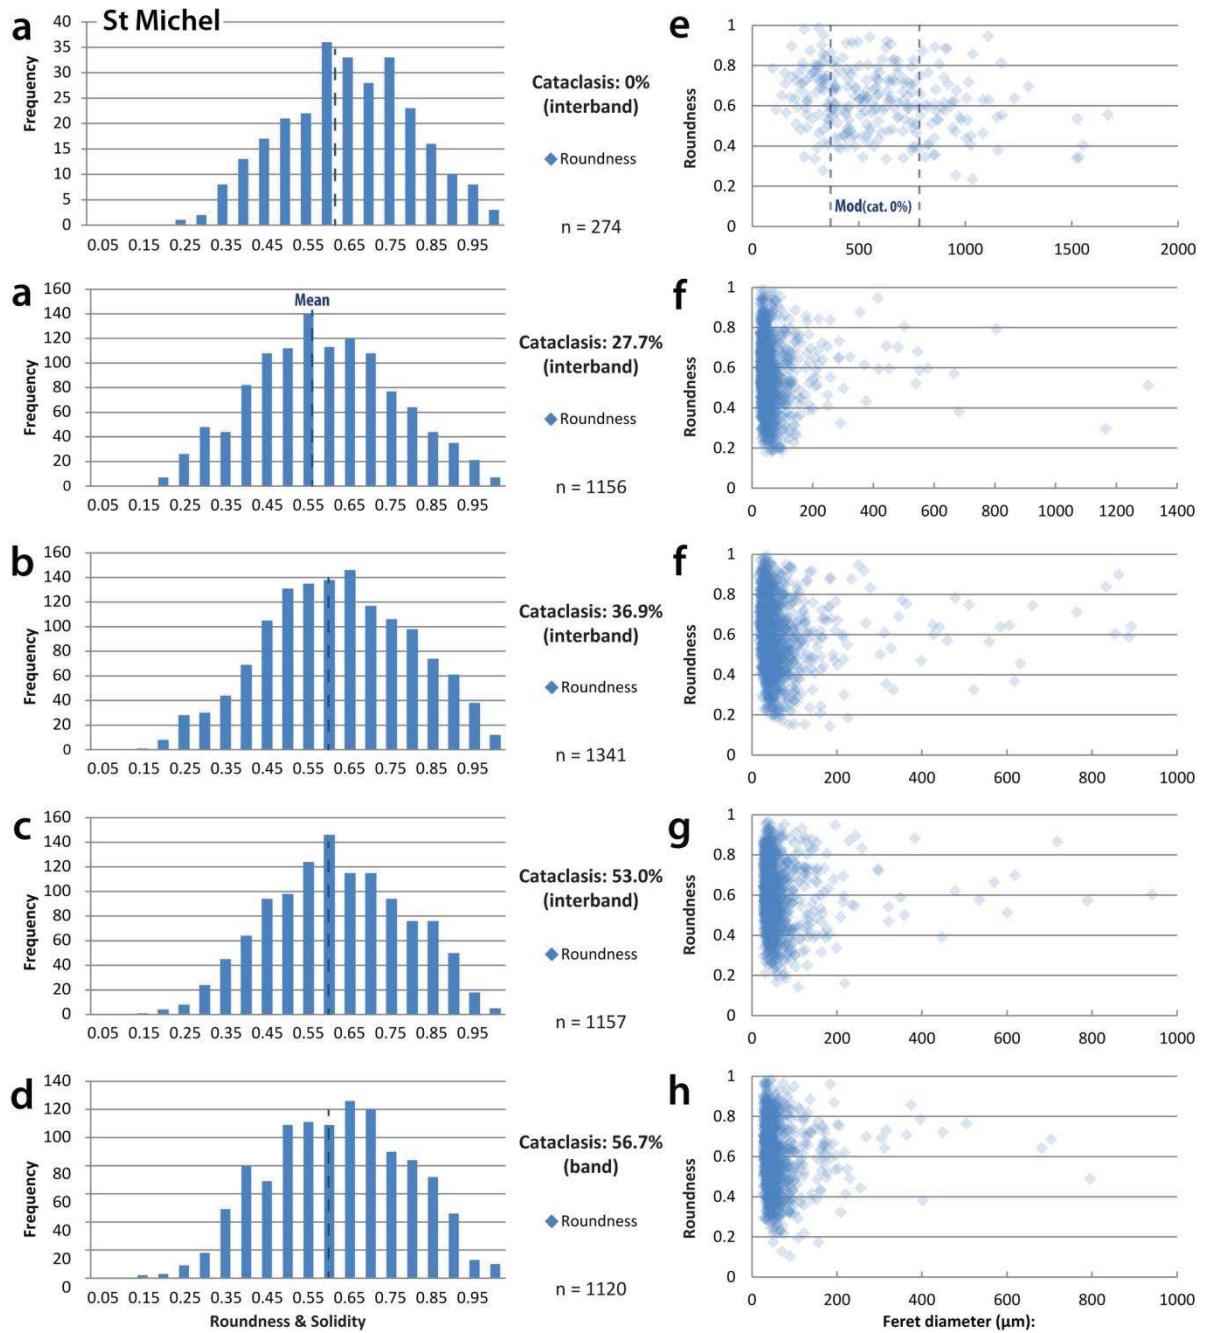 a St Michel
Frequency
40
35
30
25
20
15
10
5
0
0.05 0.15 0.25 0.35 0.45 0.55 0.65 0.75 0.85 0.95
Cataclasis: 0%
(interband)
Roundness
n = 274
e
Roundness
1
0.8
0.6
0.4
0.2
0
Mod(cat. 0%)
0 500 1000 1500 2000
a
Frequency
160
140
120
100
80
60
40
20
0
Mean
0.05 0.15 0.25 0.35 0.45 0.55 0.65 0.75 0.85 0.95
Cataclasis: 27.7%
(interband)
Roundness
n = 1156
f
Roundness
1
0.8
0.6
0.4
0.2
0
0 200 400 600 800 1000 1200 1400
b
Frequency
160
140
120
100
80
60
40
20
0
0.05 0.15 0.25 0.35 0.45 0.55 0.65 0.75 0.85 0.95
Cataclasis: 36.9%
(interband)
Roundness
n = 1341
f
Roundness
1
0.8
0.6
0.4
0.2
0
0 200 400 600 800 1000
c
Frequency
160
140
120
100
80
60
40
20
0
0.05 0.15 0.25 0.35 0.45 0.55 0.65 0.75 0.85 0.95
Cataclasis: 53.0%
(interband)
Roundness
n = 1157
g
Roundness
1
0.8
0.6
0.4
0.2
0
0 200 400 600 800 1000
d
Frequency
140
120
100
80
60
40
20
0
0.05 0.15 0.25 0.35 0.45 0.55 0.65 0.75 0.85 0.95
Roundness & Solidity
Cataclasis: 56.7%
(band)
Roundness
n = 1120
h
Roundness
1
0.8
0.6
0.4
0.2
0
0 200 400 600 800 1000
Feret diameter (µm):